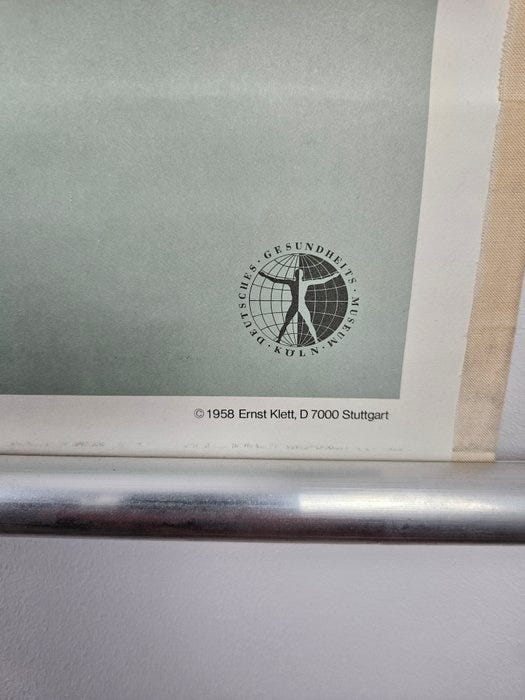 DEUTSCHES · GESUNDHEITS · MUSEUM · KÖLN ·
© 1958 Ernst Klett, D 7000 Stuttgart